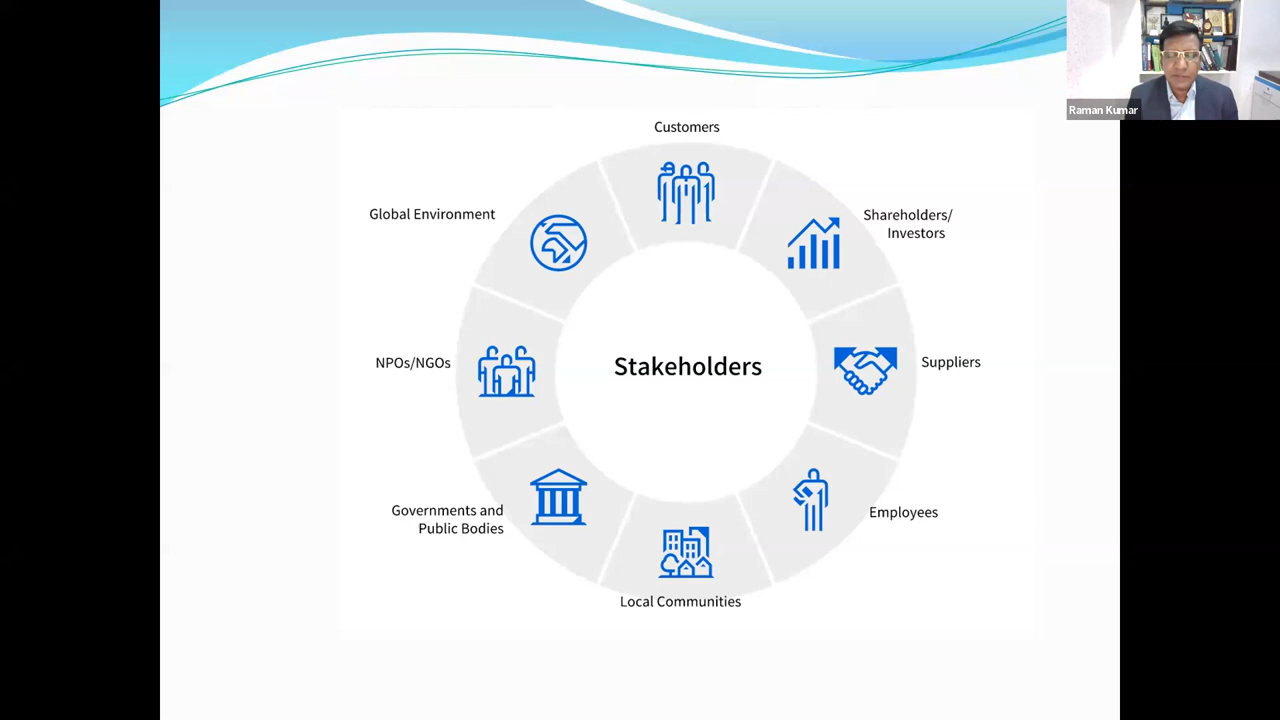 Raman Kumar
Customers
Global Environment
Shareholders/
Investors
NPOs/NGOs
Stakeholders
Suppliers
Governments and
Public Bodies
Employees
Local Communities